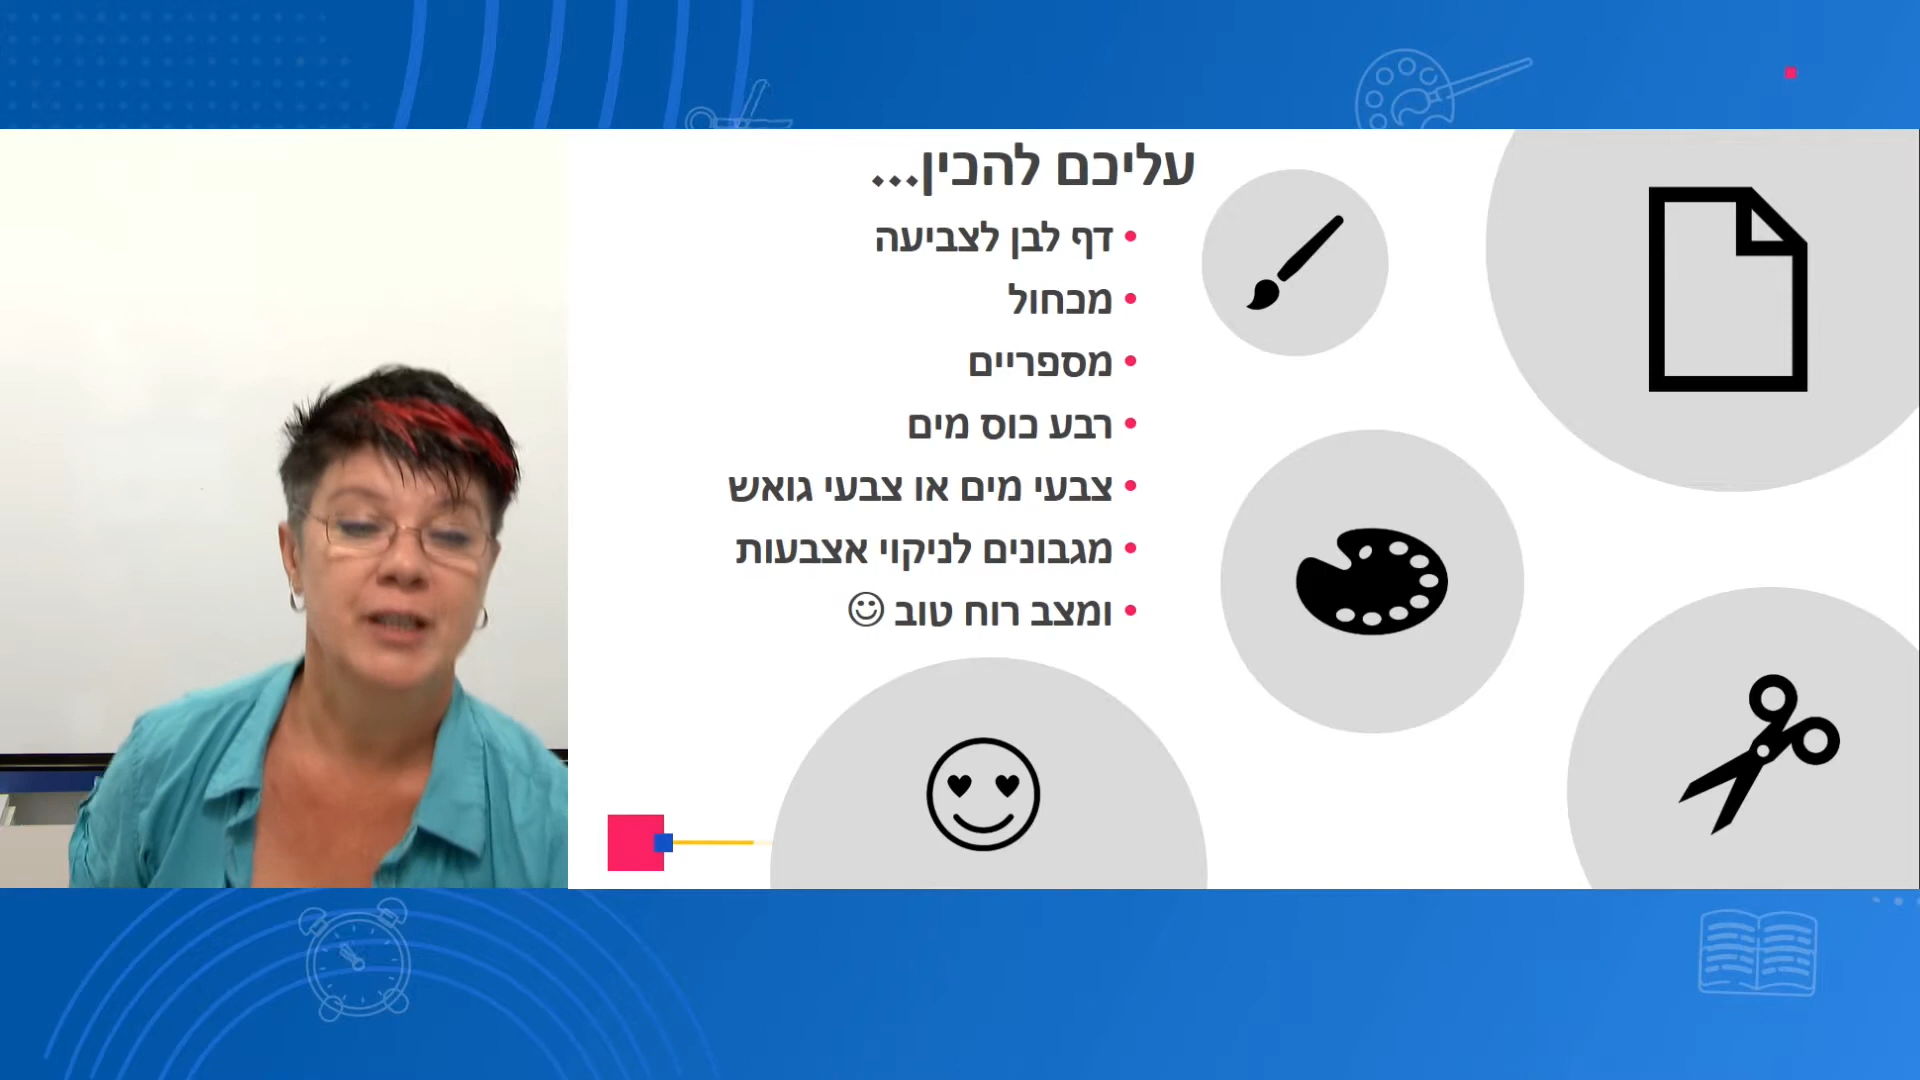 עליכם להכין...
• דף לבן לצביעה
• מכחול
• מספריים
• רבע כוס מים
• צבעי מים או צבעי גואש
• מגבונים לניקוי אצבעות
• ומצב רוח טוב ☺